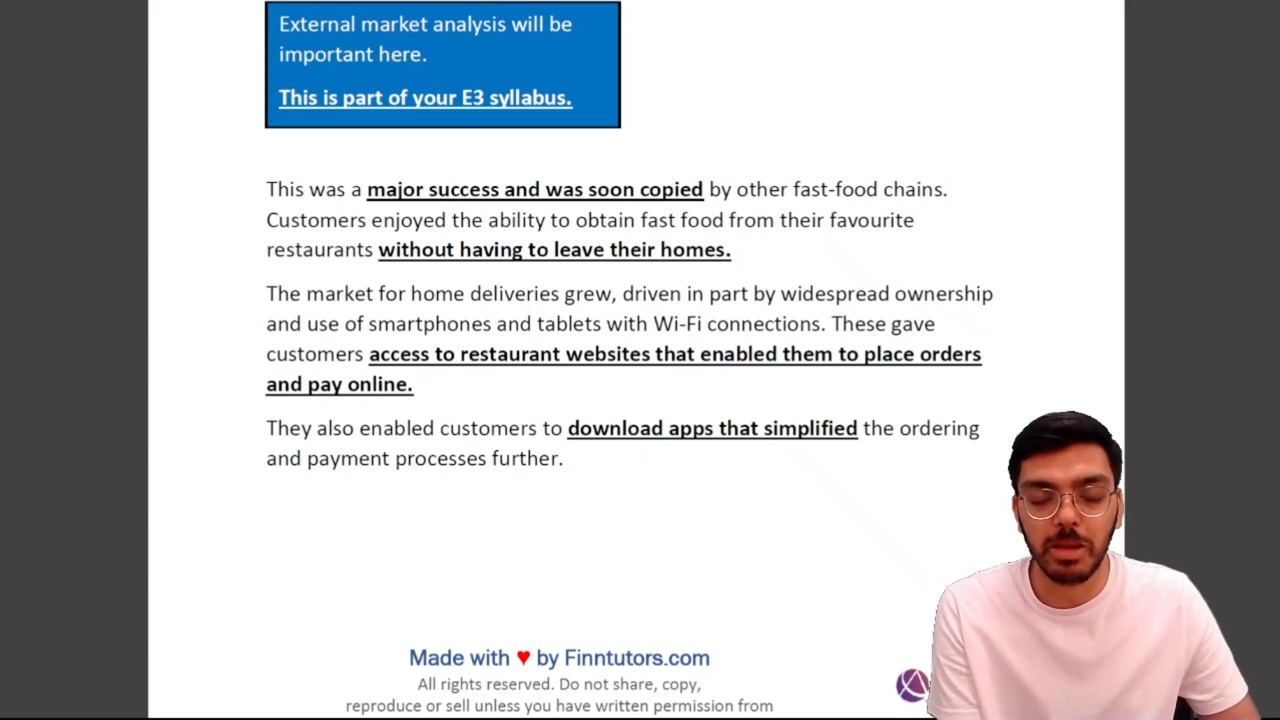 External market analysis will be
important here.
This is part of your E3 syllabus.
This was a major success and was soon copied by other fast-food chains.
Customers enjoyed the ability to obtain fast food from their favourite
restaurants without having to leave their homes.
The market for home deliveries grew, driven in part by widespread ownership
and use of smartphones and tablets with Wi-Fi connections. These gave
customers access to restaurant websites that enabled them to place orders
and pay online.
They also enabled customers to download apps that simplified the ordering
and payment processes further.
Made with ♥ by Finntutors.com
All rights reserved. Do not share, copy,
reproduce or sell unless you have written permission from